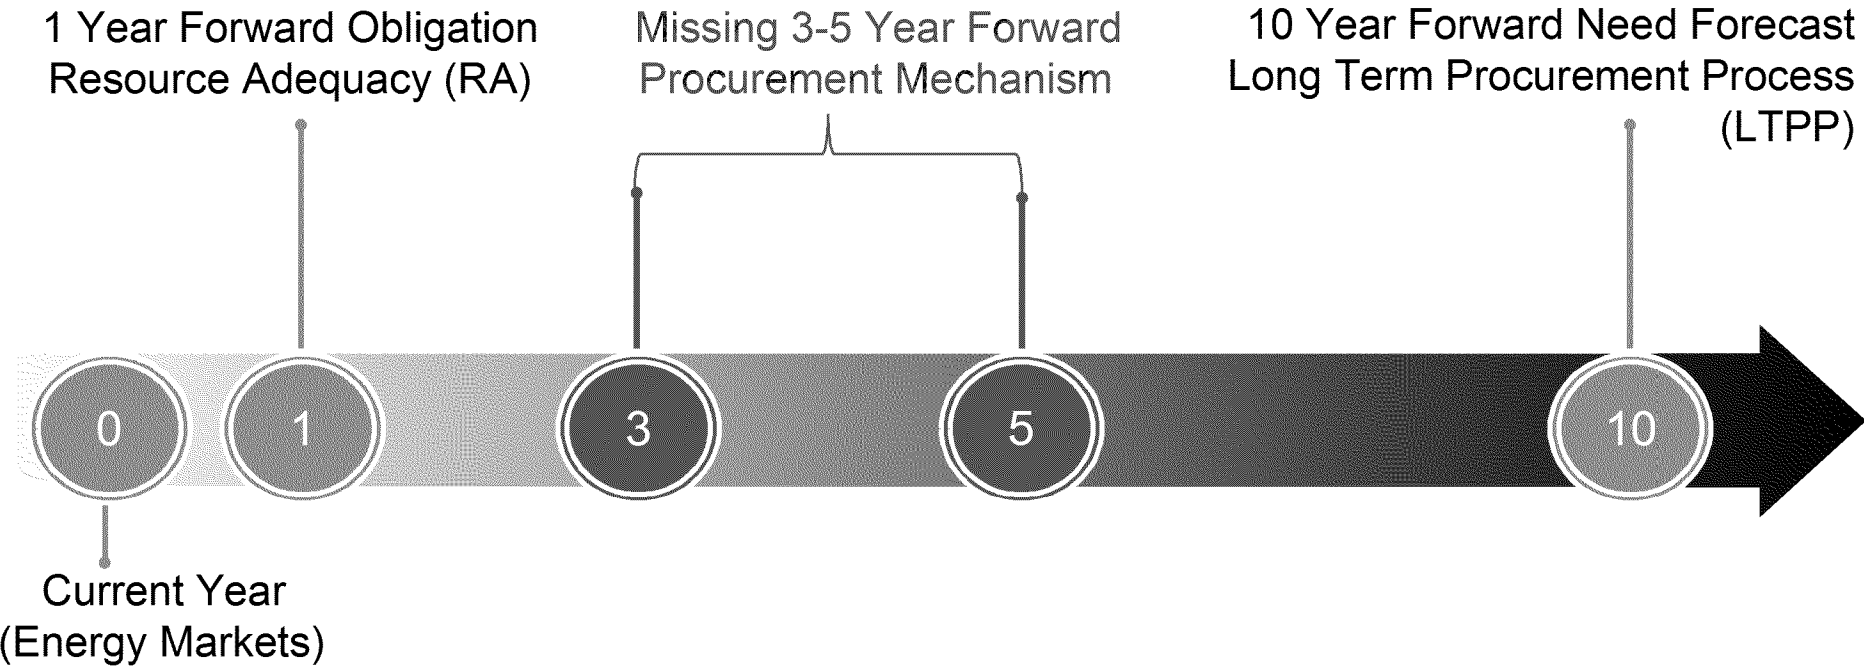 1 Year Forward Obligation
Resource Adequacy (RA)
Missing 3-5 Year Forward
Procurement Mechanism
10 Year Forward Need Forecast
Long Term Procurement Process
(LTPP)
0
1
3
5
10
Current Year
(Energy Markets)